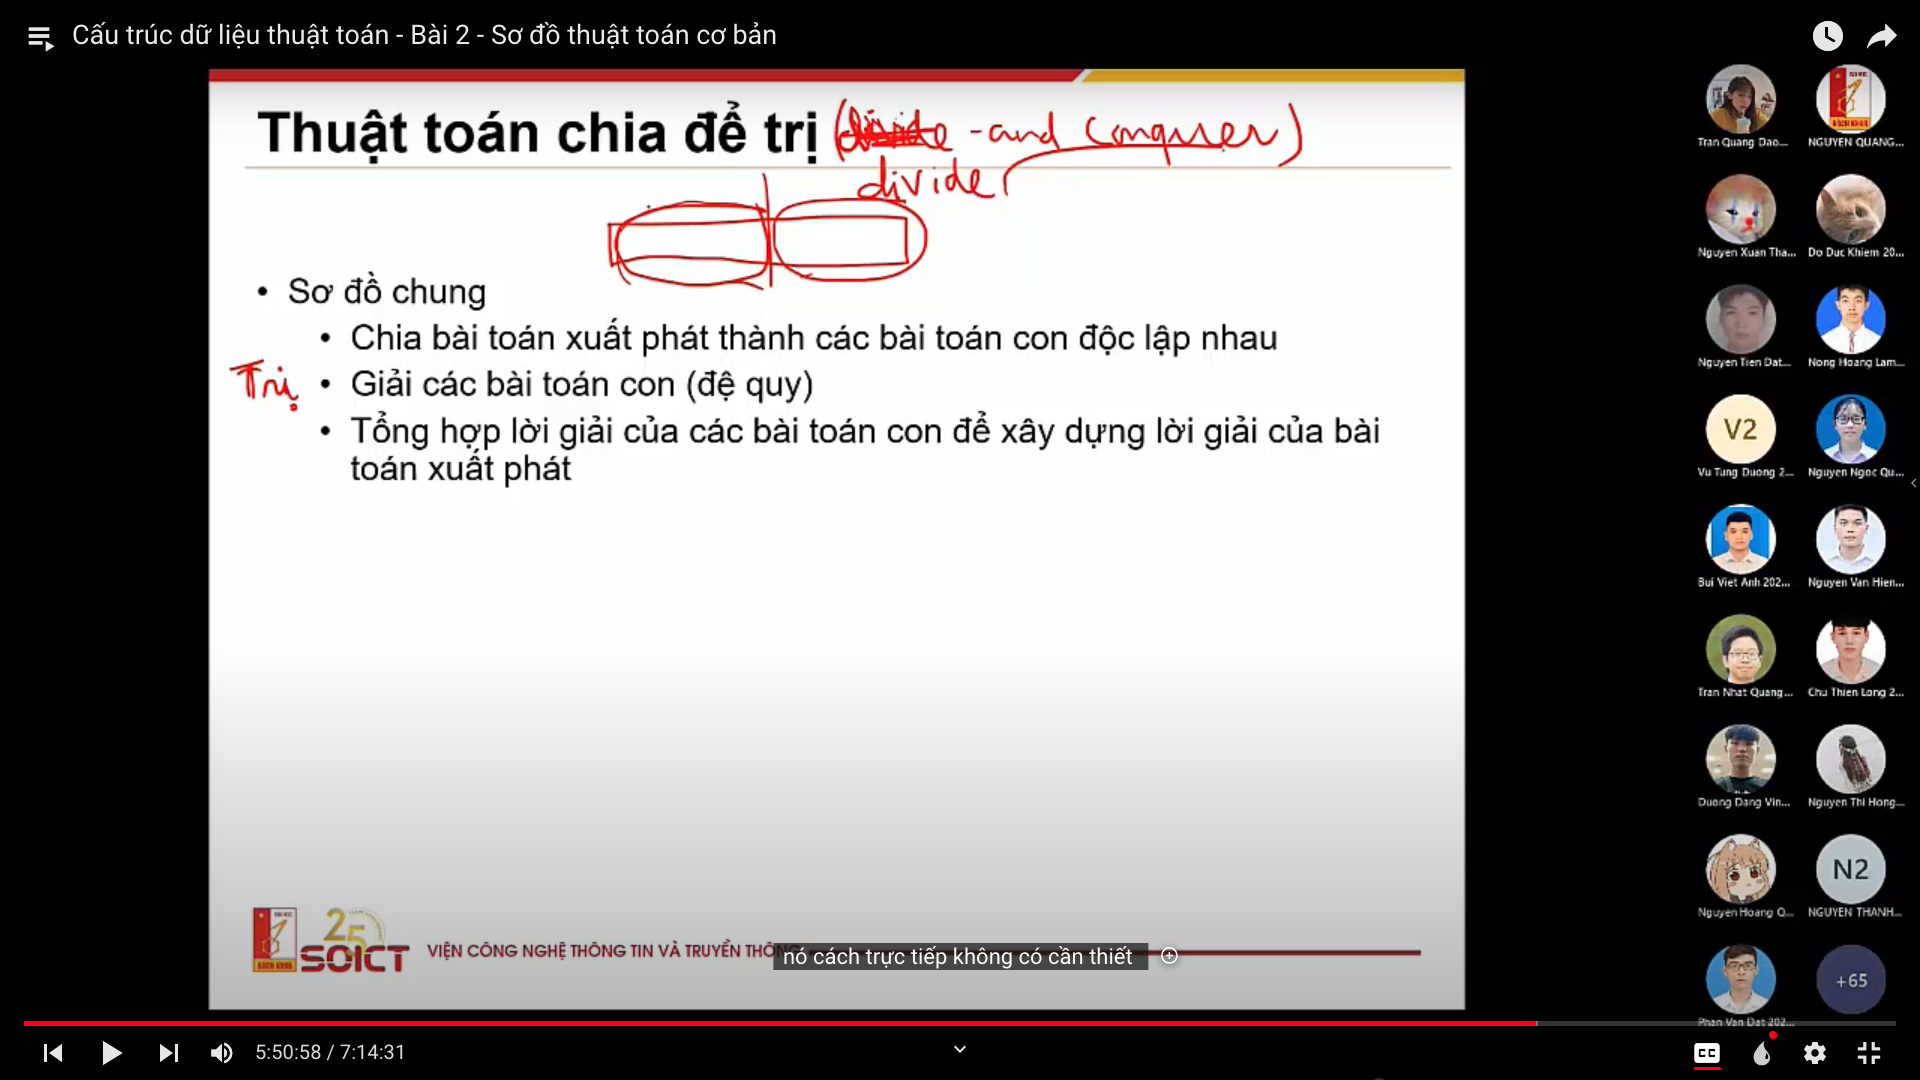 Cấu trúc dữ liệu thuật toán - Bài 2 - Sơ đồ thuật toán cơ bản
Thuật toán chia để trị (divide -and conquer)
divide
Sơ đồ chung
Chia bài toán xuất phát thành các bài toán con độc lập nhau
Trị
Giải các bài toán con (đệ quy)
Tổng hợp lời giải của các bài toán con để xây dựng lời giải của bài
toán xuất phát
25
BÁCH KHOA
SOICT
VIỆN CÔNG NGHỆ THÔNG TIN VÀ TRUYỀN THÔNG
nó cách trực tiếp không có cần thiết
Tran Quang Dao...
NGUYEN QUANG...
Nguyen Xuan Tha...
Do Duc Khiem 20...
Nguyen Tien Dat...
Nong Hoang Lam...
V2
Vu Tung Duong 2...
Nguyen Ngoc Qu...
Bui Viet Anh 202...
Nguyen Van Hien...
Tran Nhat Quang...
Chu Thien Long 2...
Duong Dang Vin...
Nguyen Thi Hong...
Nguyen Hoang Q...
N2
NGUYEN THANH...
Phan Van Dat 202...
+65
5:50:58 / 7:14:31
CC